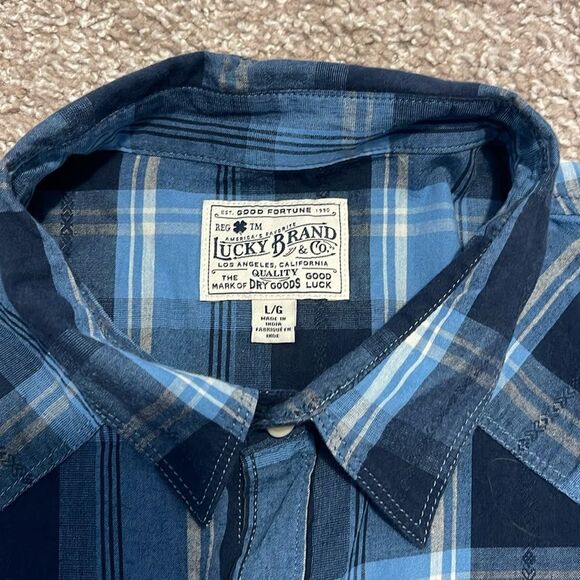 EST. GOOD FORTUNE 1990
REG TM
AMERICA'S FAVORITE
LUCKY BRAND
& CO.
LOS ANGELES, CALIFORNIA
THE QUALITY GOOD
MARK OF DRY GOODS LUCK
L/G
MADE IN
INDIA
FABRIQUÉ EN
INDE